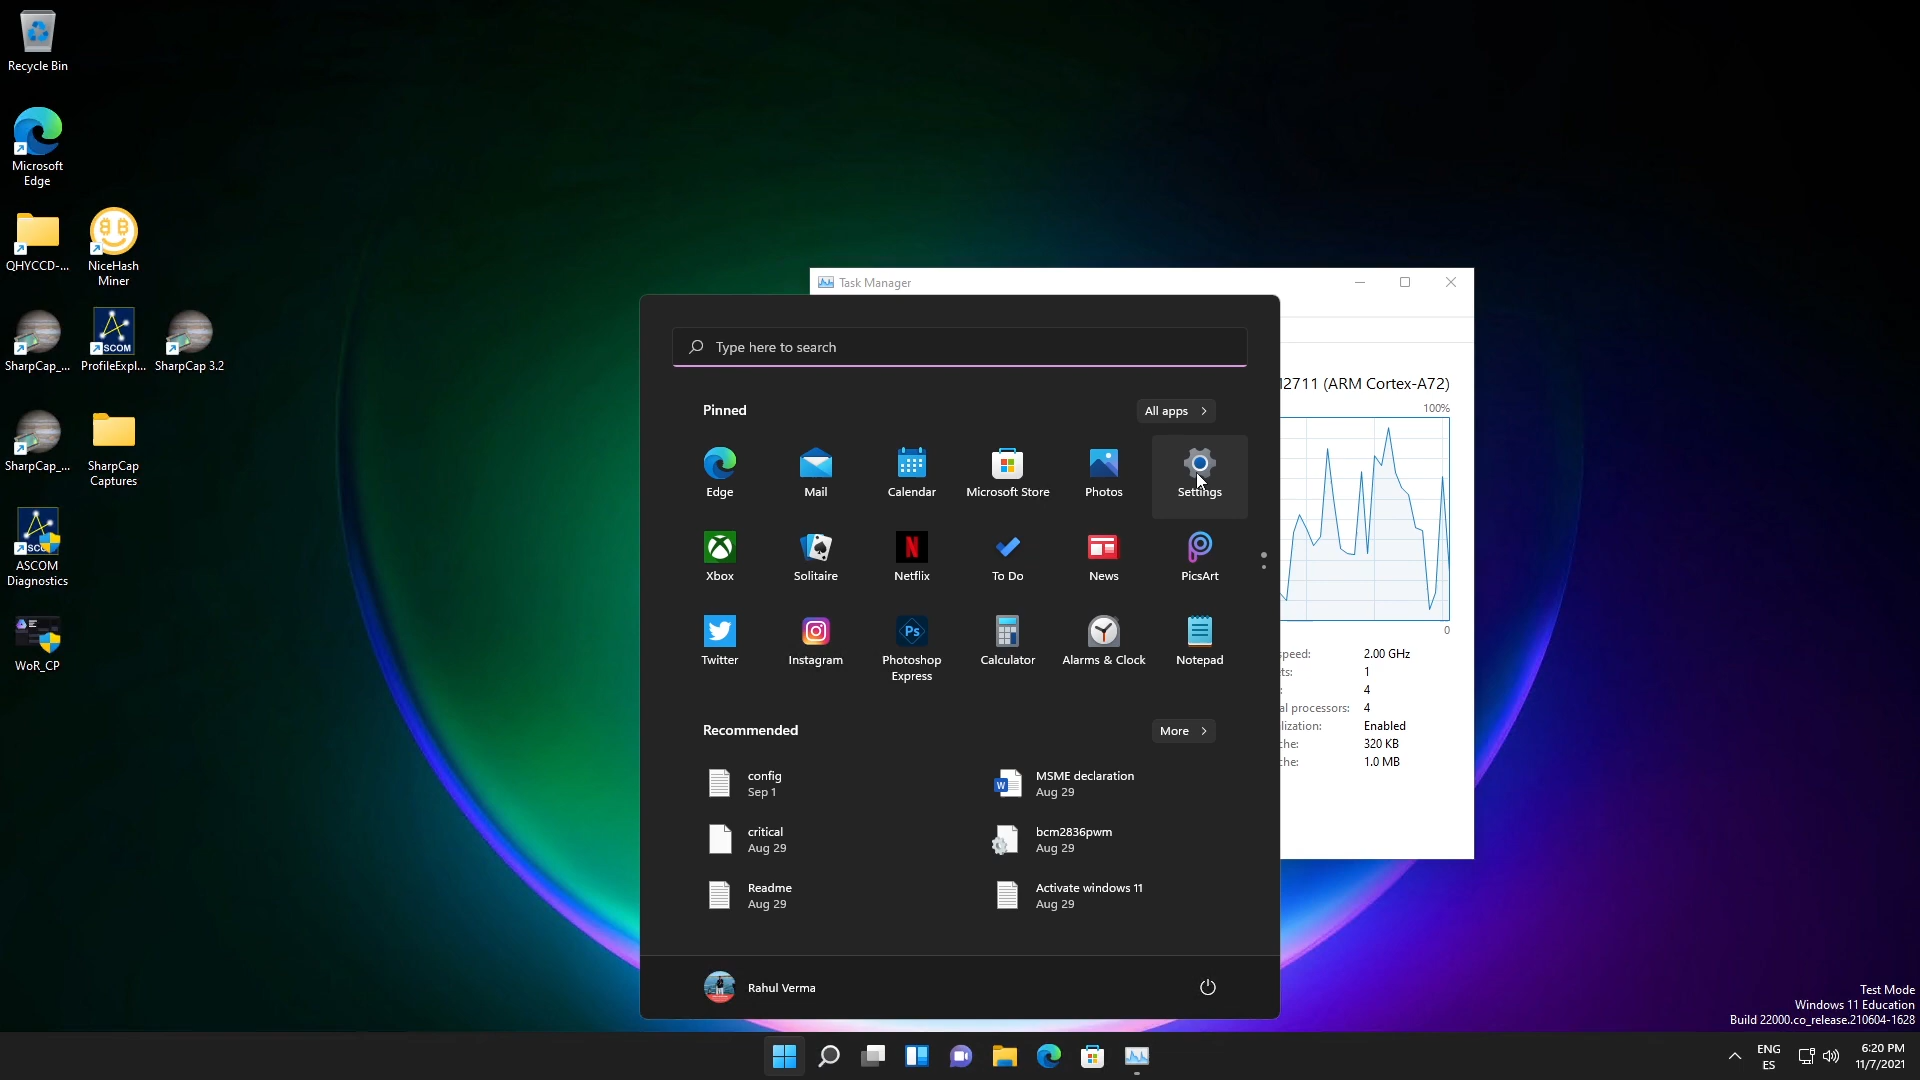 Recycle Bin
Microsoft
Edge
QHYCCD-...
NiceHash
Miner
SharpCap_...
ProfileExpl...
SharpCap 3.2
SharpCap_...
SharpCap
Captures
ASCOM
Diagnostics
WoR_CP
Task Manager
2711 (ARM Cortex-A72)
100%
0
speed: 2.00 GHz
1
4
al processors: 4
lization: Enabled
che: 320 KB
che: 1.0 MB
Type here to search
Pinned
All apps
Edge
Mail
Calendar
Microsoft Store
Photos
Settings
Xbox
Solitaire
Netflix
To Do
News
PicsArt
Twitter
Instagram
Photoshop
Express
Calculator
Alarms & Clock
Notepad
Recommended
More
config
Sep 1
MSME declaration
Aug 29
critical
Aug 29
bcm2836pwm
Aug 29
Readme
Aug 29
Activate windows 11
Aug 29
Rahul Verma
Test Mode
Windows 11 Education
Build 22000.co_release.210604-1628
ENG
ES
6:20 PM
11/7/2021